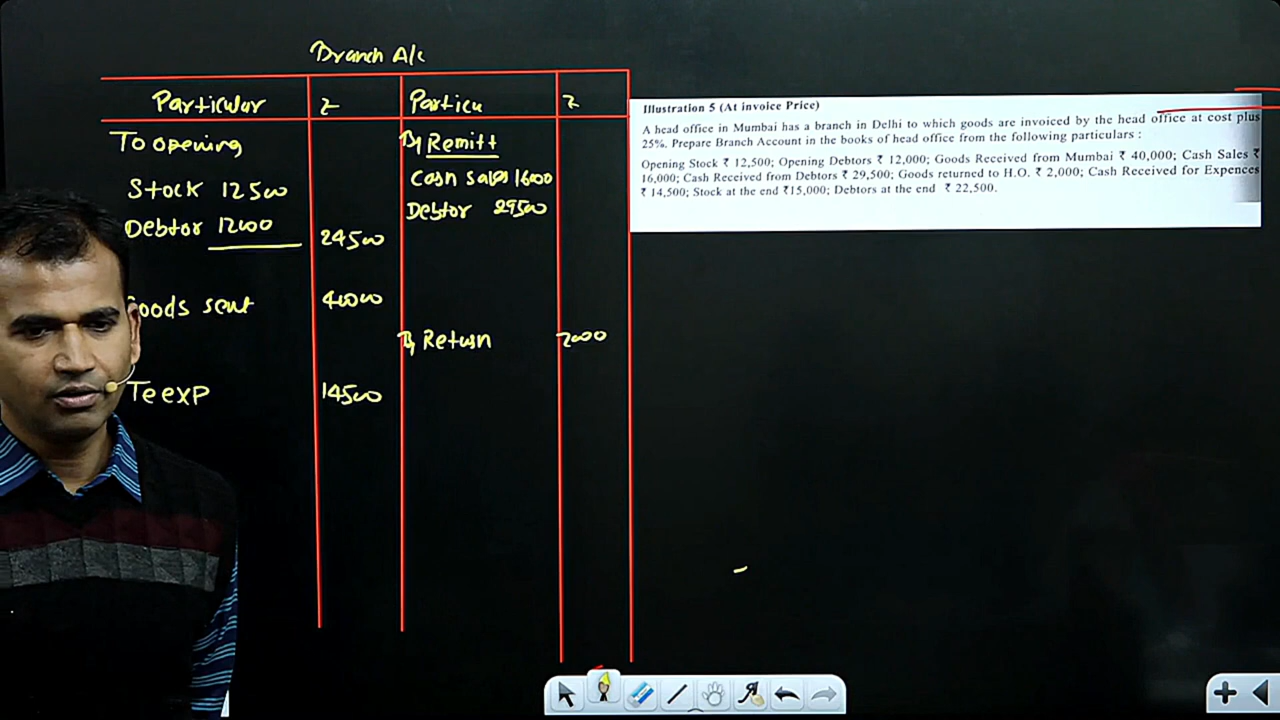 Branch A/c
Particular ₹ Particu ₹
To opening
Stock 12500
Debtor 12000 24500
Goods sent 40000
To exp 14500
By Remitt
Cash sales 16000
Debtor 29500
By Return 2000
Illustration 5 (At invoice Price)
A head office in Mumbai has a branch in Delhi to which goods are invoiced by the head office at cost plus
25%. Prepare Branch Account in the books of head office from the following particulars :
Opening Stock ₹ 12,500; Opening Debtors ₹ 12,000; Goods Received from Mumbai ₹ 40,000; Cash Sales ₹
16,000; Cash Received from Debtors ₹ 29,500; Goods returned to H.O. ₹ 2,000; Cash Received for Expences
₹ 14,500; Stock at the end ₹15,000; Debtors at the end ₹ 22,500.